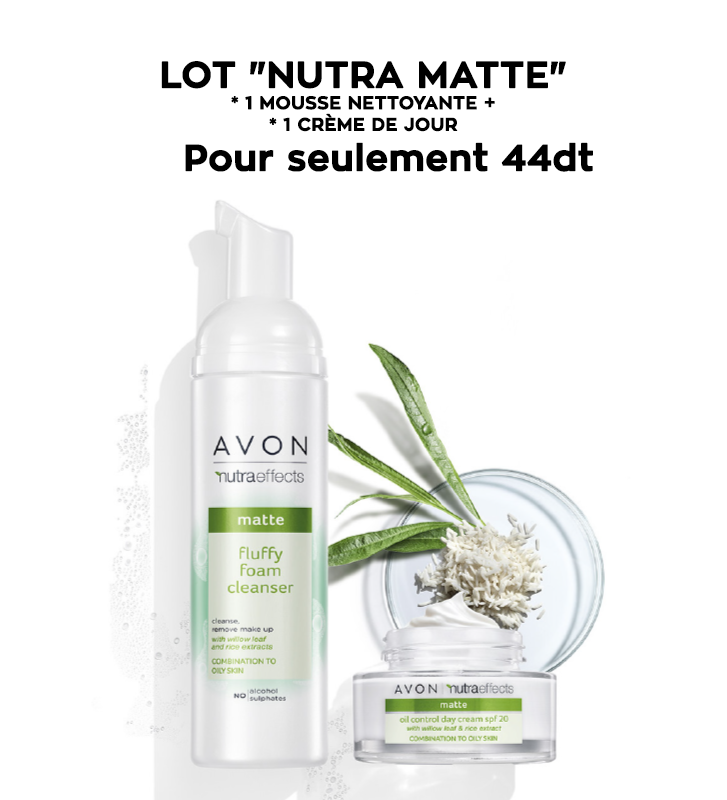 LOT "NUTRA MATTE"
* 1 MOUSSE NETTOYANTE +
* 1 CRÈME DE JOUR
Pour seulement 44dt
AVON
nutraeffects
matte
fluffy
foam
cleanser
cleanse,
remove make up
with willow leaf
and rice extracts
COMBINATION TO
OILY SKIN
NO alcohol
sulphates
AVON nutraeffects
matte
oil control day cream spf 20
with willow leaf & rice extract
COMBINATION TO OILY SKIN